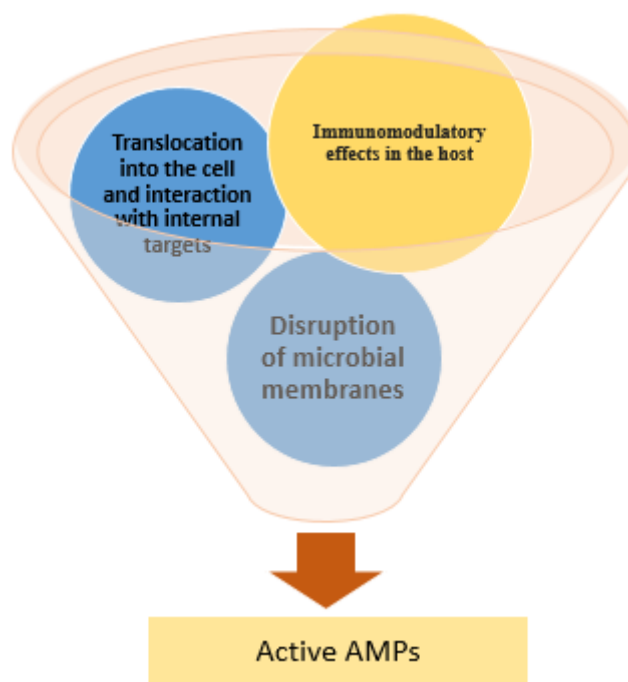 Translocation
into the cell
and interaction
with internal
targets
Immunomodulatory
effects in the host
Disruption
of microbial
membranes
Active AMPs